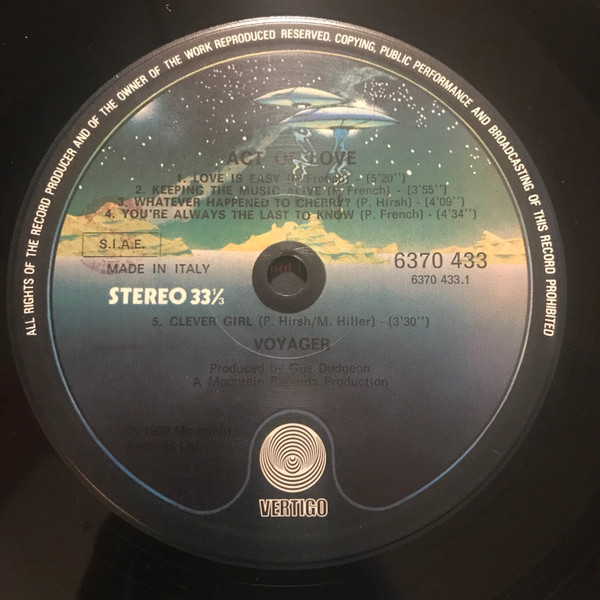 ALL RIGHTS OF THE RECORD PRODUCER AND OF THE OWNER OF THE WORK REPRODUCED RESERVED. COPYING, PUBLIC PERFORMANCE AND BROADCASTING OF THIS RECORD PROHIBITED
ACT OF LOVE
1. LOVE IS EASY (P. French) - (5'20'')
2. KEEPING THE MUSIC ALIVE (P. French) - (3'55'')
3. WHATEVER HAPPENED TO CHERRY? (P. Hirsh) - (4'09'')
4. YOU'RE ALWAYS THE LAST TO KNOW (P. French) - (4'34'')
S.I.A.E.
MADE IN ITALY
6370 433
6370 433.1
STEREO 33⅓
5. CLEVER GIRL (P. Hirsh/M. Hiller) - (3'30'')
VOYAGER
Produced by Gus Dudgeon
A Mountain Records Production
℗ 1982 Mountain
Records Ltd.
VERTIGO